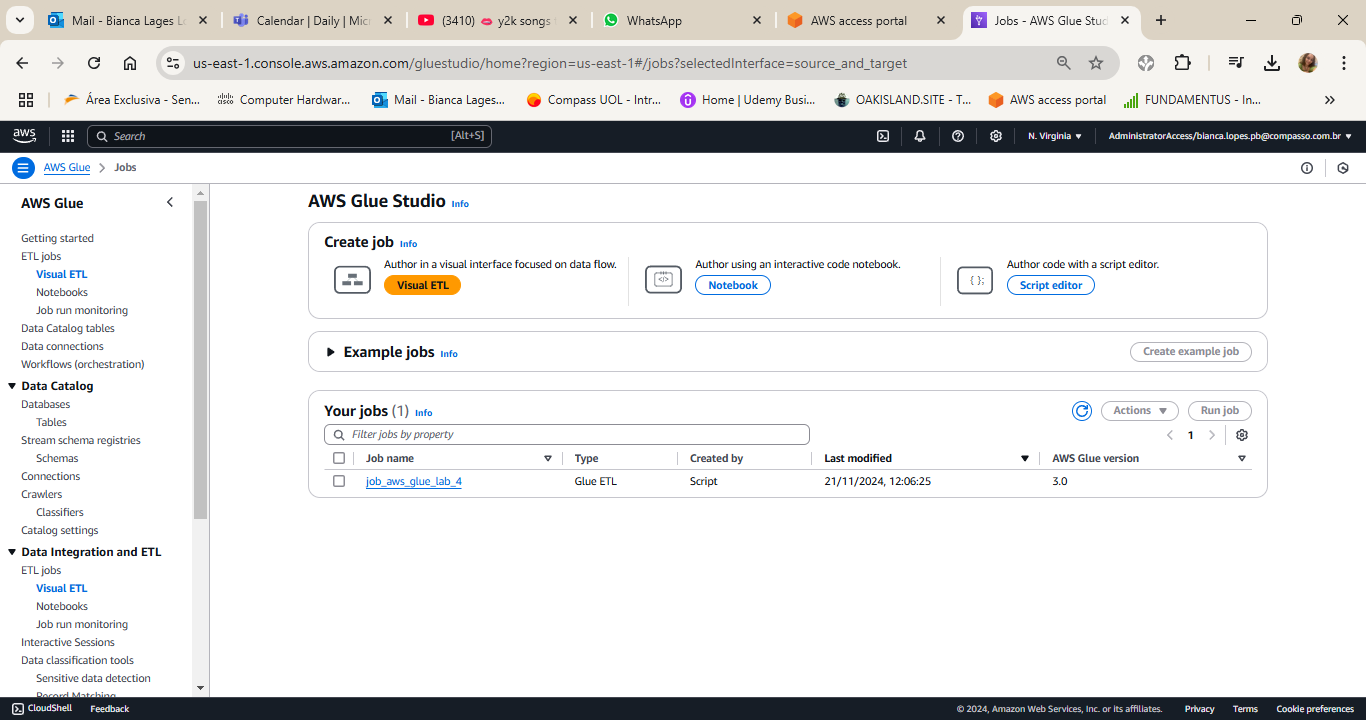 Mail - Bianca Lages Lo
Calendar | Daily | Micr
(3410) 👄 y2k songs t
WhatsApp
AWS access portal
Jobs - AWS Glue Studi
us-east-1.console.aws.amazon.com/gluestudio/home?region=us-east-1#/jobs?selectedInterface=source_and_target
Área Exclusiva - Sen...
Computer Hardwar...
Mail - Bianca Lages...
Compass UOL - Intr...
Home | Udemy Busi...
OAKISLAND.SITE - T...
AWS access portal
FUNDAMENTUS - In...
aws
Search [Alt+S]
N. Virginia
AdministratorAccess/bianca.lopes.pb@compasso.com.br
AWS Glue > Jobs
AWS Glue
Getting started
ETL jobs
Visual ETL
Notebooks
Job run monitoring
Data Catalog tables
Data connections
Workflows (orchestration)
Data Catalog
Databases
Tables
Stream schema registries
Schemas
Connections
Crawlers
Classifiers
Catalog settings
Data Integration and ETL
ETL jobs
Visual ETL
Notebooks
Job run monitoring
Interactive Sessions
Data classification tools
Sensitive data detection
Record Matching
AWS Glue Studio Info
Create job Info
Author in a visual interface focused on data flow.
Visual ETL
Author using an interactive code notebook.
Notebook
Author code with a script editor.
Script editor
Example jobs Info
Create example job
Your jobs (1) Info
Actions
Run job
Filter jobs by property
1
Job name Type Created by Last modified AWS Glue version
job_aws_glue_lab_4 Glue ETL Script 21/11/2024, 12:06:25 3.0
CloudShell Feedback © 2024, Amazon Web Services, Inc. or its affiliates. Privacy Terms Cookie preferences